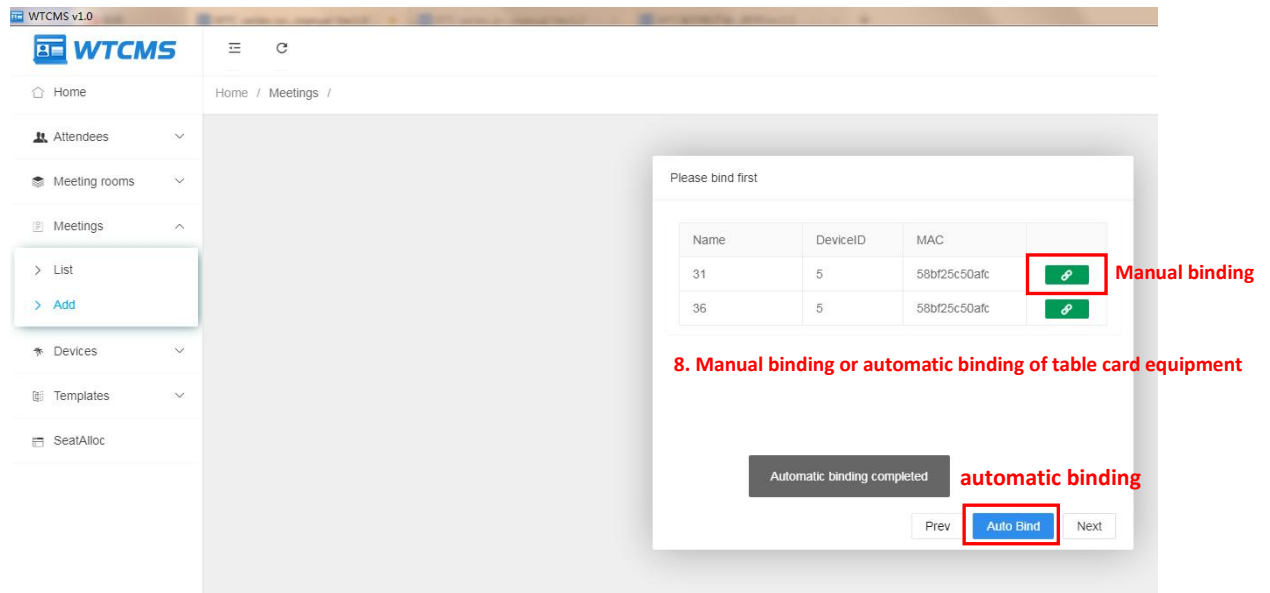 WTCMS v1.0
WTCMS
Home
Home / Meetings /
Attendees
Meeting rooms
Meetings
List
Add
Devices
Templates
SeatAlloc
Please bind first
Name DeviceID MAC
31 5 58bf25c50afc
Manual binding
36 5 58bf25c50afc
8. Manual binding or automatic binding of table card equipment
Automatic binding completed
automatic binding
Prev Auto Bind Next